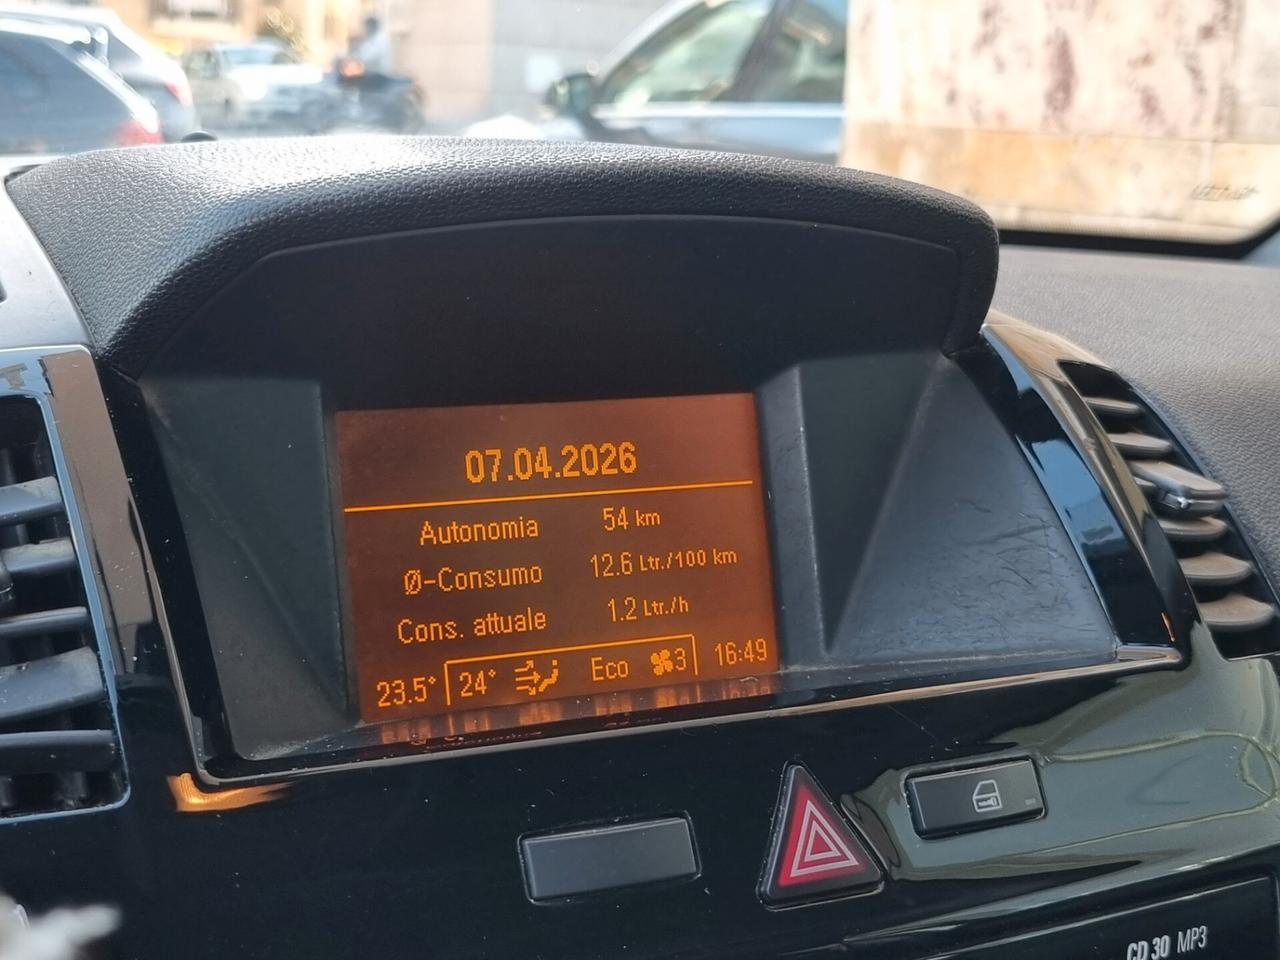 07.04.2026
Autonomia 54 km
Ø-Consumo 12.6 Ltr./100 km
Cons. attuale 1.2 Ltr./h
23.5° 24° Eco 3 16:49
CD 30 MP3